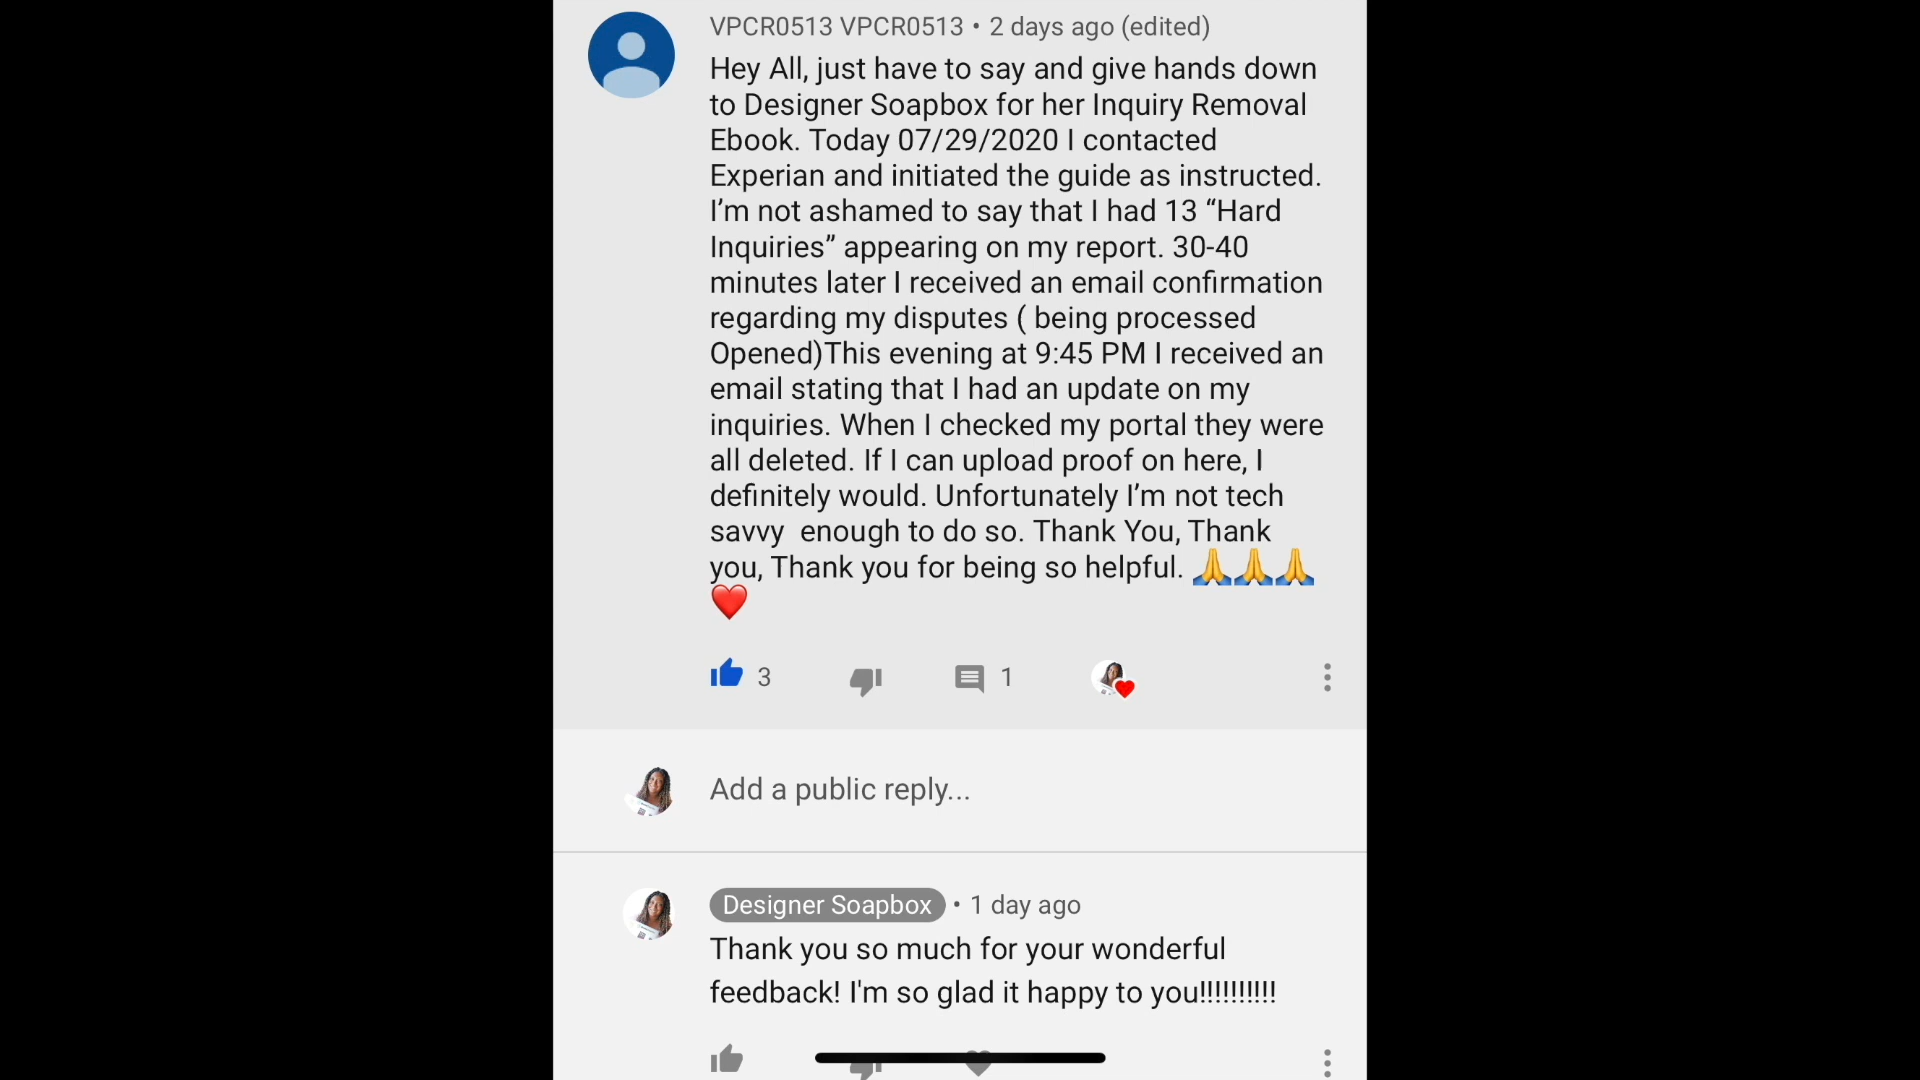 VPCR0513 VPCR0513 • 2 days ago (edited)
Hey All, just have to say and give hands down
to Designer Soapbox for her Inquiry Removal
Ebook. Today 07/29/2020 I contacted
Experian and initiated the guide as instructed.
I’m not ashamed to say that I had 13 “Hard
Inquiries” appearing on my report. 30-40
minutes later I received an email confirmation
regarding my disputes ( being processed
Opened)This evening at 9:45 PM I received an
email stating that I had an update on my
inquiries. When I checked my portal they were
all deleted. If I can upload proof on here, I
definitely would. Unfortunately I’m not tech
savvy  enough to do so. Thank You, Thank
you, Thank you for being so helpful. 🙏🙏🙏
❤️
3 1
Add a public reply...
Designer Soapbox • 1 day ago
Thank you so much for your wonderful
feedback! I'm so glad it happy to you!!!!!!!!!!